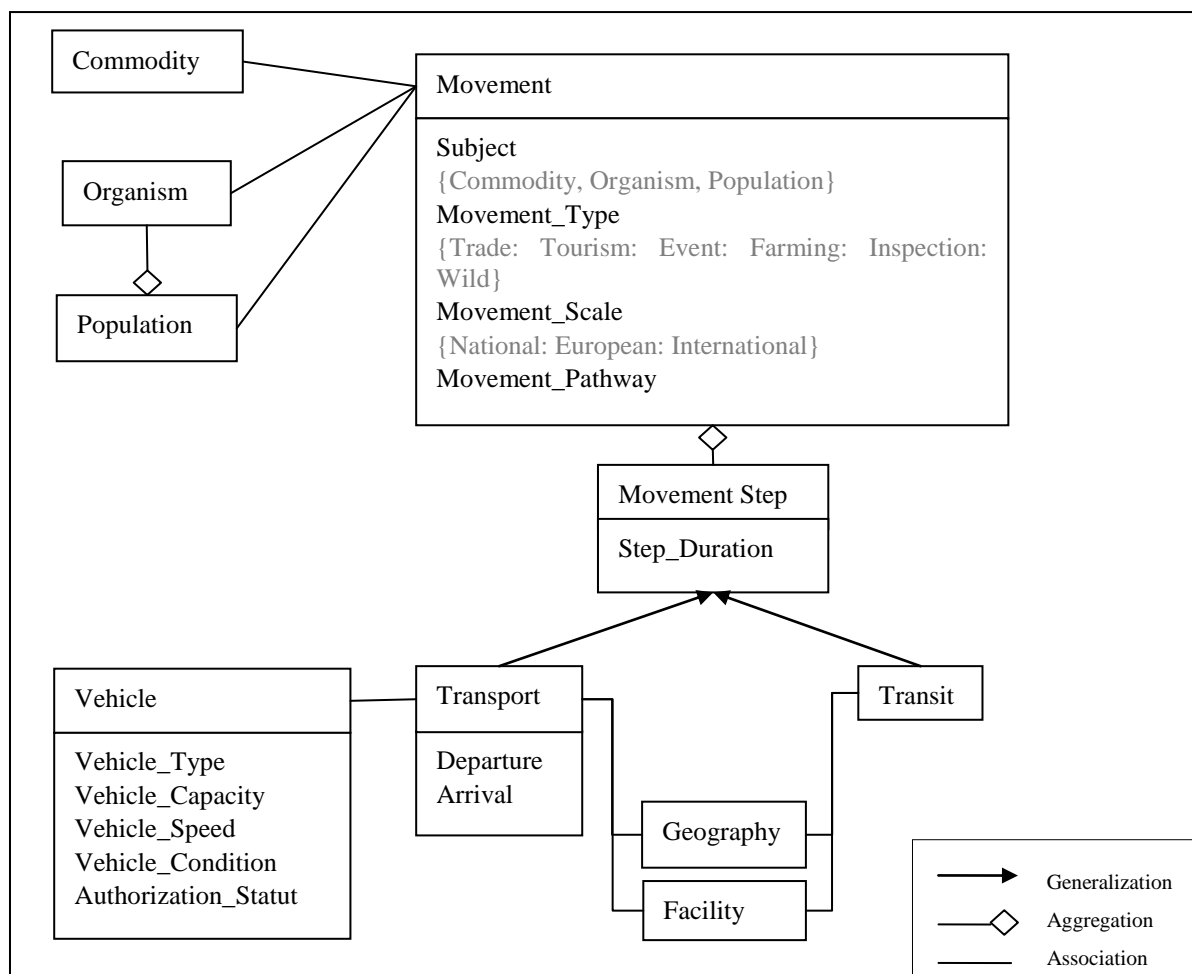 Commodity
Movement
Subject
{Commodity, Organism, Population}
Movement_Type
{Trade: Tourism: Event: Farming: Inspection:
Wild}
Movement_Scale
{National: European: International}
Movement_Pathway
Organism
Population
Movement Step
Step_Duration
Vehicle
Vehicle_Type
Vehicle_Capacity
Vehicle_Speed
Vehicle_Condition
Authorization_Statut
Transport
Departure
Arrival
Transit
Geography
Facility
Generalization
Aggregation
Association